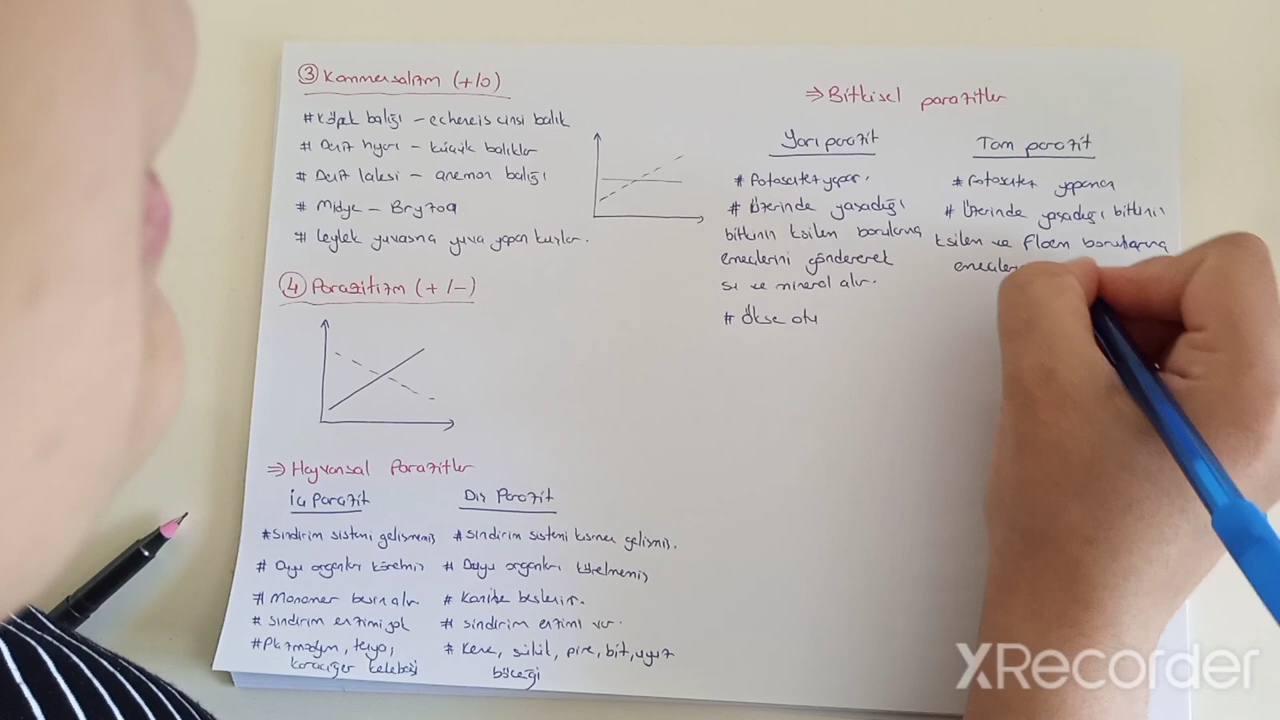 3 Kommensalizm (+/0)
# Köpek balığı - echeneis cinsi balık
# Deniz hıyarı - küçük balıklar
# Deniz lalesi - anemon balığı
# Midye - Bryzoa
# Leylek yuvasına yuva yapan kuşlar.
4 Parazitizm (+/-)
⇒ Hayvansal Parazitler
İç Parazit
# Sindirim sistemi gelişmemiş
# Duyu organları körelmiş
# Monomer besin alır.
# Sindirim enzimi yok
# Plazmodyum, tenya,
karaciğer kelebeği
Dış Parazit
# Sindirim sistemi kısmen gelişmiş.
# Duyu organları körelmemiş
# Kanla beslenir.
# Sindirim enzimi var.
# Kene, sülük, pire, bit, uyuz
böceği
⇒ Bitkisel parazitler
Yarı parazit
# Fotosentez yapar.
# Üzerinde yaşadığı
bitkinin ksilem borularına
emeçlerini göndererek
su ve mineral alır.
# Ökse otu
Tam parazit
# Fotosentez yapamaz
# Üzerinde yaşadığı bitkinin
ksilem ve floem borularına
XRecorder